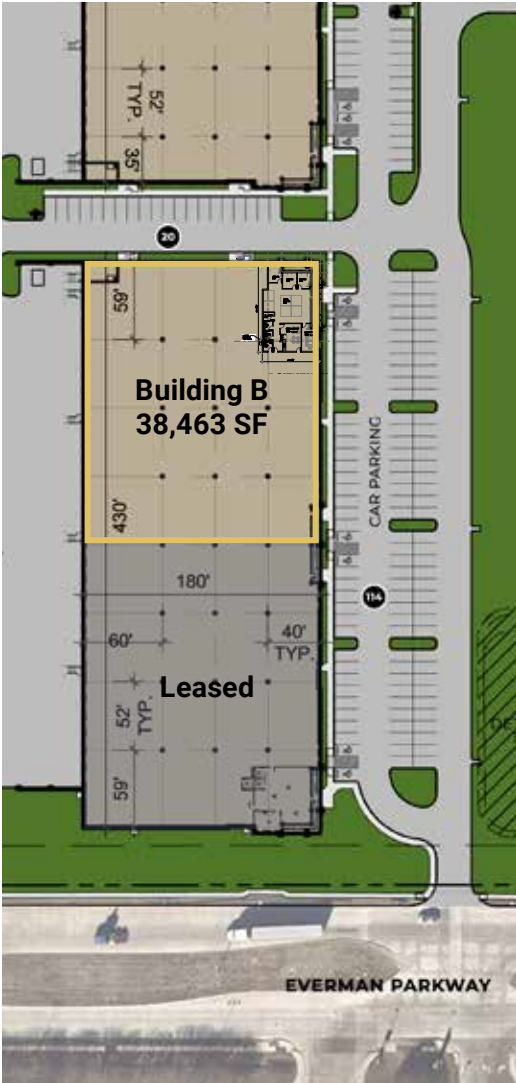 52'
TYP.
35'
20
59'
Building B
38,463 SF
430'
CAR PARKING
180'
114
60'
40'
TYP.
Leased
52'
TYP.
59'
EVERMAN PARKWAY